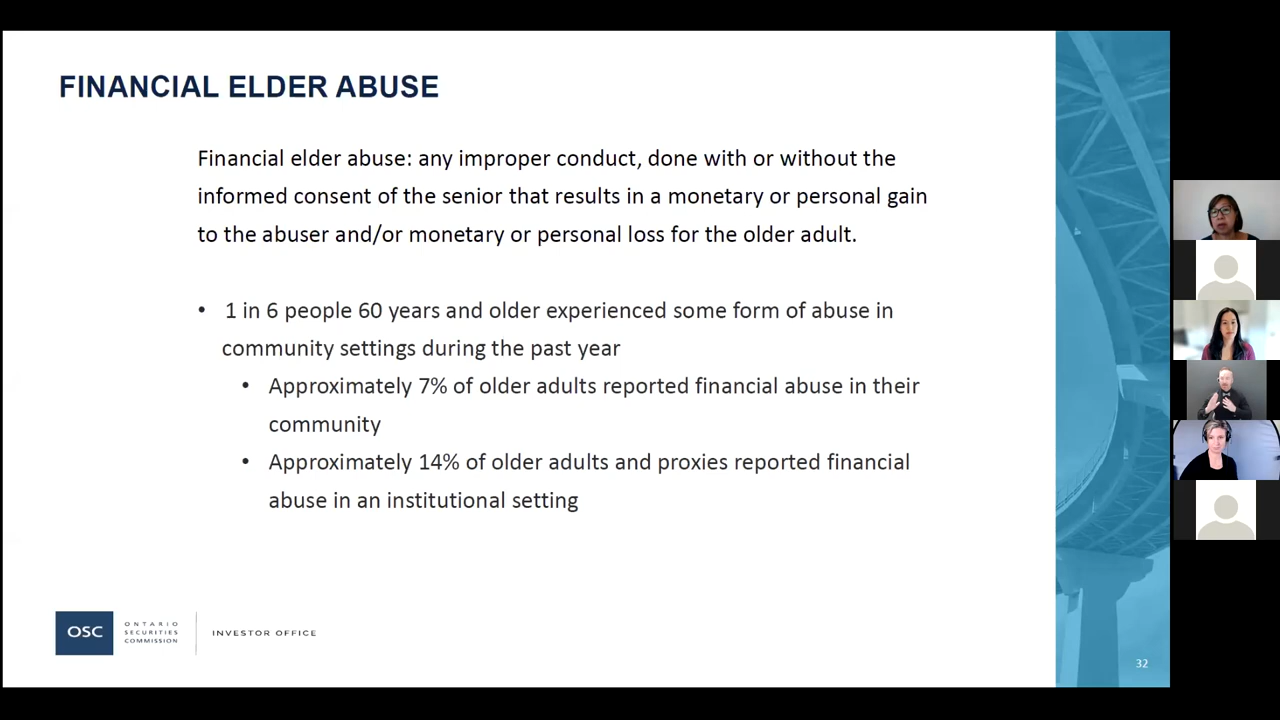 FINANCIAL ELDER ABUSE
Financial elder abuse: any improper conduct, done with or without the
informed consent of the senior that results in a monetary or personal gain
to the abuser and/or monetary or personal loss for the older adult.
• 1 in 6 people 60 years and older experienced some form of abuse in
community settings during the past year
• Approximately 7% of older adults reported financial abuse in their
community
• Approximately 14% of older adults and proxies reported financial
abuse in an institutional setting
OSC
ONTARIO
SECURITIES
COMMISSION
INVESTOR OFFICE
32